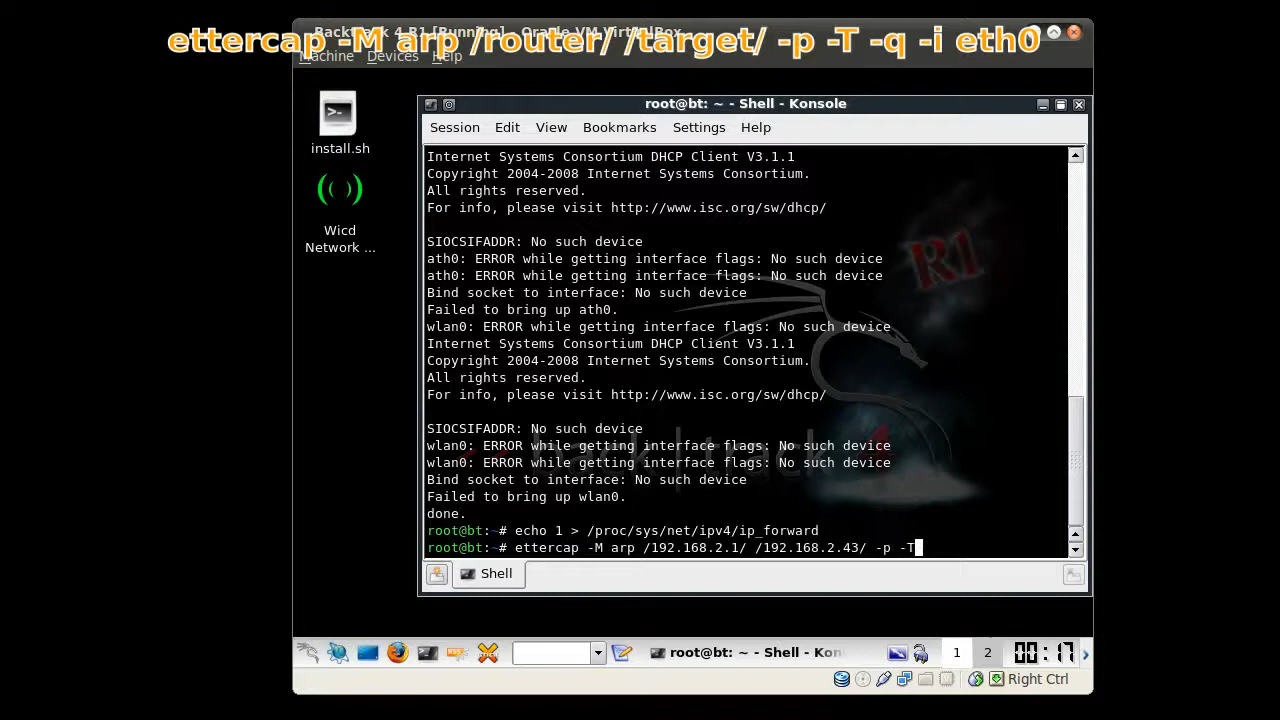 ettercap -M arp /router/ /target/ -p -T -q -i eth0
Machine Devices Help
root@bt: ~ - Shell - Konsole
Session Edit View Bookmarks Settings Help
install.sh
Wicd
Network ...
Internet Systems Consortium DHCP Client V3.1.1
Copyright 2004-2008 Internet Systems Consortium.
All rights reserved.
For info, please visit http://www.isc.org/sw/dhcp/
SIOCSIFADDR: No such device
ath0: ERROR while getting interface flags: No such device
ath0: ERROR while getting interface flags: No such device
Bind socket to interface: No such device
Failed to bring up ath0.
wlan0: ERROR while getting interface flags: No such device
Internet Systems Consortium DHCP Client V3.1.1
Copyright 2004-2008 Internet Systems Consortium.
All rights reserved.
For info, please visit http://www.isc.org/sw/dhcp/
SIOCSIFADDR: No such device
wlan0: ERROR while getting interface flags: No such device
wlan0: ERROR while getting interface flags: No such device
Bind socket to interface: No such device
Failed to bring up wlan0.
done.
root@bt:~# echo 1 > /proc/sys/net/ipv4/ip_forward
root@bt:~# ettercap -M arp /192.168.2.1/ /192.168.2.43/ -p -T
R1
<< back | track 4
Shell
root@bt: ~ - Shell - Kon
1 2
00:17
Right Ctrl